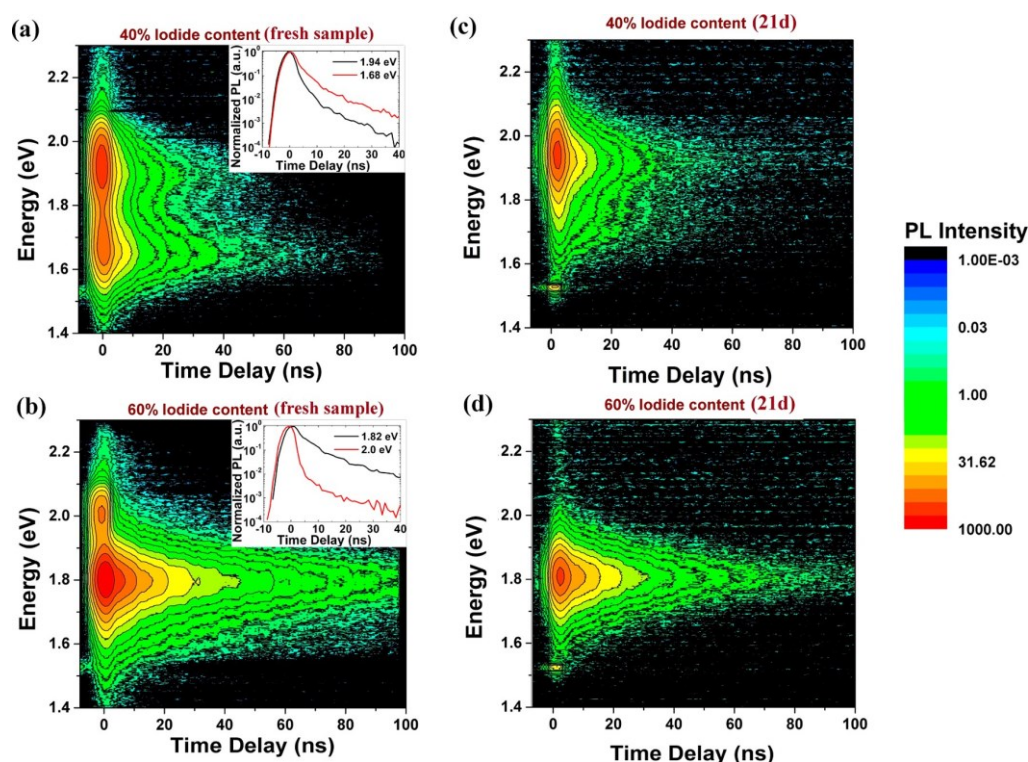 (a)
40% Iodide content (fresh sample)
Energy (eV)
2.2
2.0
1.8
1.6
1.4
0 20 40 60 80 100
Time Delay (ns)
Normalized PL (a.u.)
10⁰
10⁻¹
10⁻²
10⁻³
10⁻⁴
1.94 eV
1.68 eV
-10 0 10 20 30 40
Time Delay (ns)
(c)
40% Iodide content (21d)
Energy (eV)
2.2
2.0
1.8
1.6
1.4
0 20 40 60 80 100
Time Delay (ns)
(b)
60% Iodide content (fresh sample)
Energy (eV)
2.2
2.0
1.8
1.6
1.4
0 20 40 60 80 100
Time Delay (ns)
Normalized PL (a.u.)
10⁰
10⁻¹
10⁻²
10⁻³
10⁻⁴
1.82 eV
2.0 eV
-10 0 10 20 30 40
Time Delay (ns)
(d)
60% Iodide content (21d)
Energy (eV)
2.2
2.0
1.8
1.6
1.4
0 20 40 60 80 100
Time Delay (ns)
PL Intensity
1.00E-03
0.03
1.00
31.62
1000.00